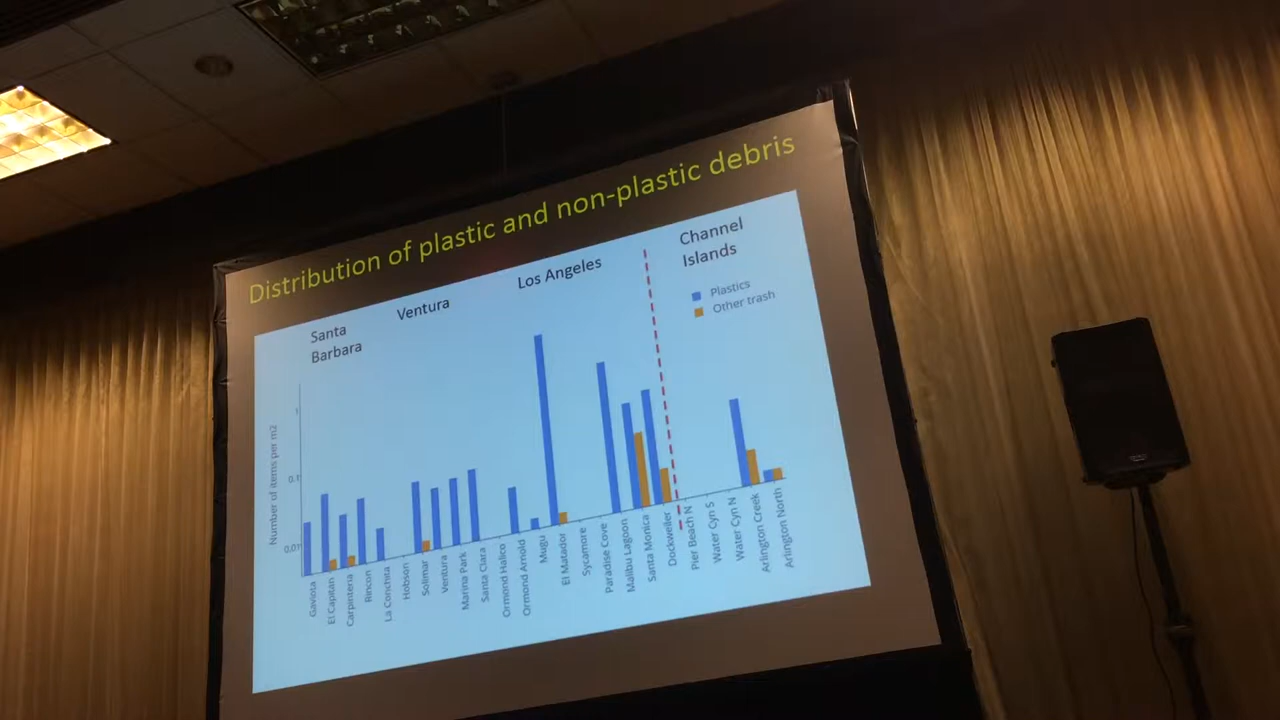 Distribution of plastic and non-plastic debris
Santa
Barbara
Ventura
Los Angeles
Channel
Islands
Plastics
Other trash
Number of items per m2
1
0.1
0.01
Gaviota
El Capitan
Carpinteria
Rincon
La Conchita
Hobson
Solimar
Ventura
Marina Park
Santa Clara
Ormond Halico
Ormond Arnold
Mugu
El Matador
Sycamore
Paradise Cove
Malibu Lagoon
Santa Monica
Dockweiler
Pier Beach N
Water Cyn S
Water Cyn N
Arlington Creek
Arlington North